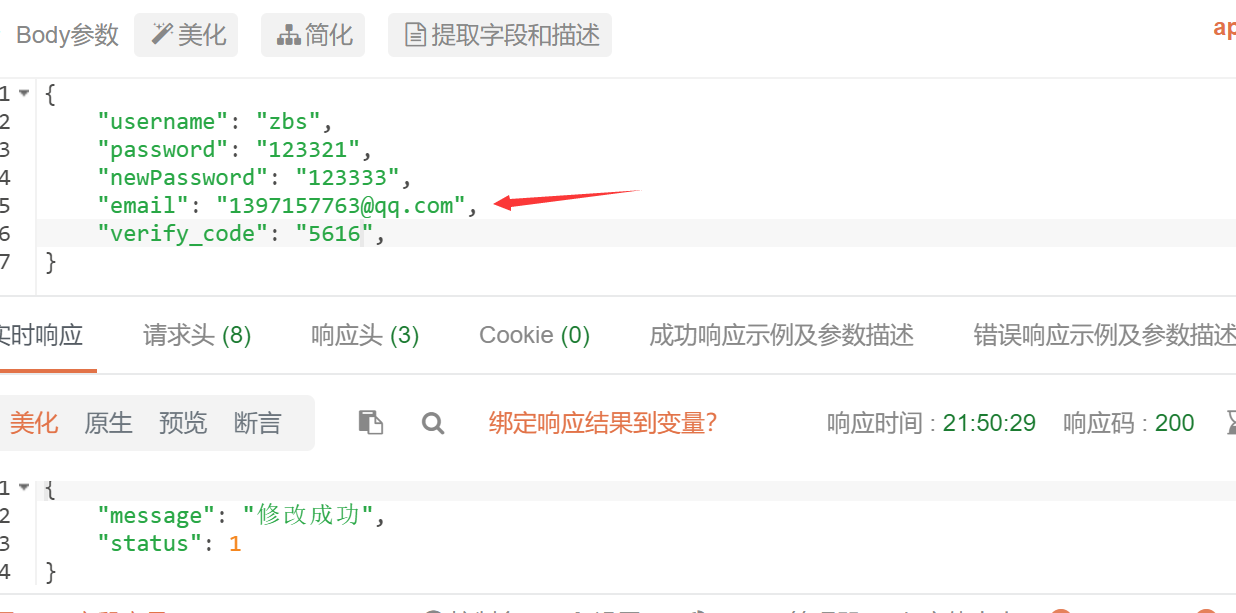 Body参数 美化 简化 提取字段和描述 ap
1 {
2 "username": "zbs",
3 "password": "123321",
4 "newPassword": "123333",
5 "email": "1397157763@qq.com",
6 "verify_code": "5616",
7 }
实时响应 请求头 (8) 响应头 (3) Cookie (0) 成功响应示例及参数描述 错误响应示例及参数描述
美化 原生 预览 断言 绑定响应结果到变量? 响应时间 : 21:50:29 响应码 : 200
1 {
2 "message": "修改成功",
3 "status": 1
4 }